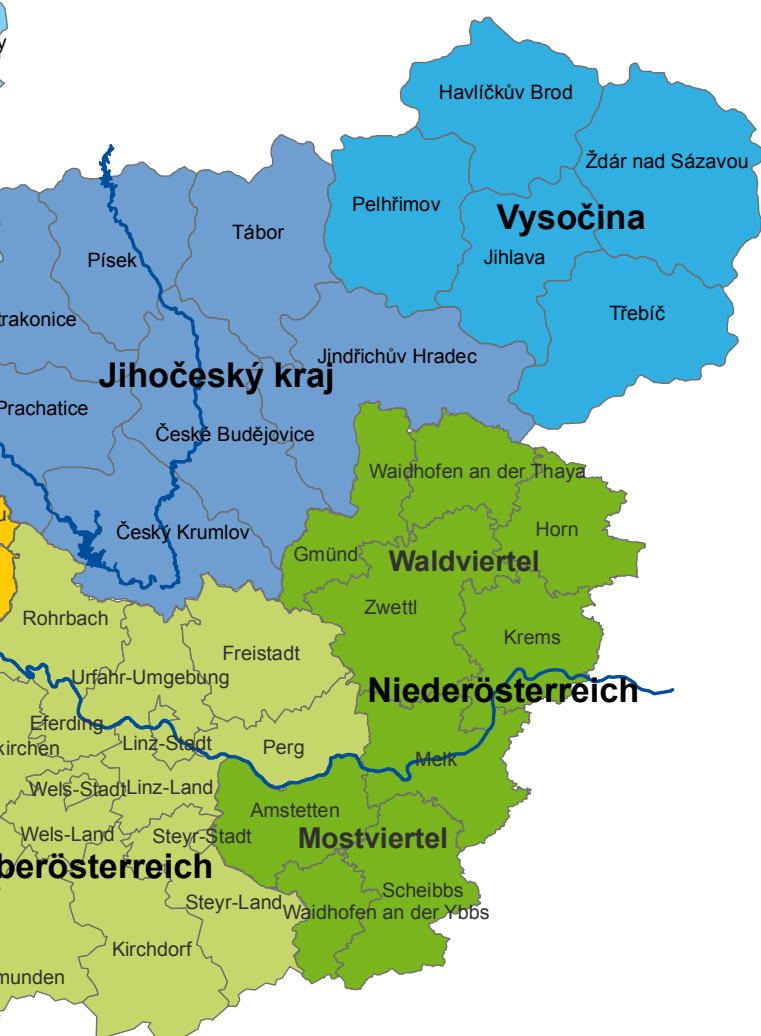 y
Havlíčkův Brod
Ždár nad Sázavou
Pelhřimov
Vysočina
Tábor
Jihlava
Písek
Třebíč
trakonice
Jindřichův Hradec
Jihočeský kraj
Prachatice
České Budějovice
Waidhofen an der Thaya
u
Český Krumlov
Horn
Gmünd
Waldviertel
Zwettl
Rohrbach
Krems
Freistadt
Urfahr-Umgebung
Niederösterreich
Eferding
kirchen
Linz-Stadt
Perg
Melk
Wels-Stadt
Linz-Land
Amstetten
Wels-Land
Steyr-Stadt
Mostviertel
berösterreich
Scheibbs
Steyr-Land
Waidhofen an der Ybbs
Kirchdorf
munden